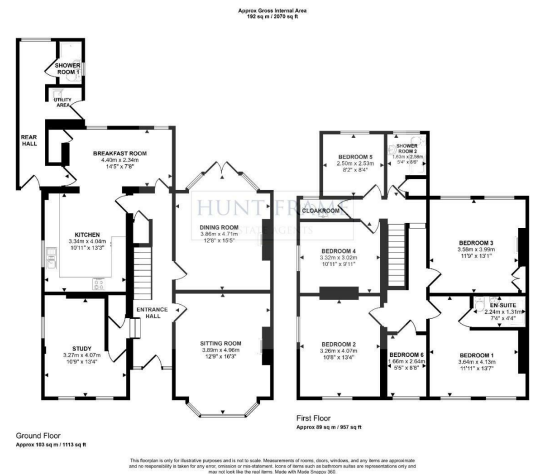 Approx Gross Internal Area
192 sq m / 2070 sq ft
SHOWER
ROOM 1
UTILITY
AREA
REAR
HALL
BREAKFAST ROOM
4.40m x 2.34m
14'5" x 7'8"
KITCHEN
3.34m x 4.04m
10'11" x 13'3"
DINING ROOM
3.86m x 4.71m
12'8" x 15'5"
ENTRANCE
HALL
STUDY
3.27m x 4.07m
10'9" x 13'4"
SITTING ROOM
3.89m x 4.96m
12'9" x 16'3"
Ground Floor
Approx 103 sq m / 1113 sq ft
BEDROOM 5
2.50m x 2.53m
8'2" x 8'4"
SHOWER
ROOM 2
1.63m x 2.59m
5'4" x 8'6"
CLOAKROOM
HUNT FRAME
ESTATE AGENTS
BEDROOM 4
3.32m x 3.02m
10'11" x 9'11"
BEDROOM 3
3.58m x 3.99m
11'9" x 13'1"
EN-SUITE
2.24m x 1.31m
7'4" x 4'4"
BEDROOM 2
3.26m x 4.07m
10'8" x 13'4"
BEDROOM 6
1.66m x 2.64m
5'5" x 8'8"
BEDROOM 1
3.64m x 4.13m
11'11" x 13'7"
First Floor
Approx 89 sq m / 957 sq ft
This floorplan is only for illustrative purposes and is not to scale. Measurements of rooms, doors, windows, and any items are approximate
and no responsibility is taken for any error, omission or mis-statement. Icons of items such as bathroom suites are representations only and
may not look like the real items. Made with Made Snappy 360.